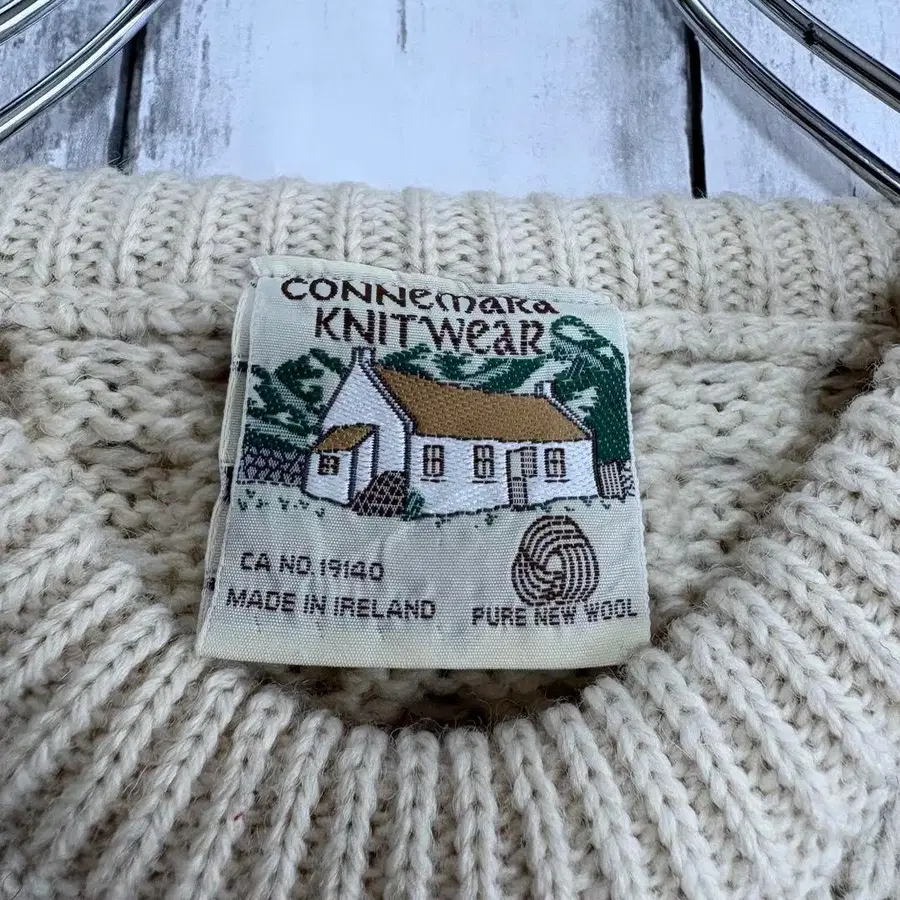 CONNEMARA
KNITWEAR
CA NO 19140
MADE IN IRELAND
PURE NEW WOOL